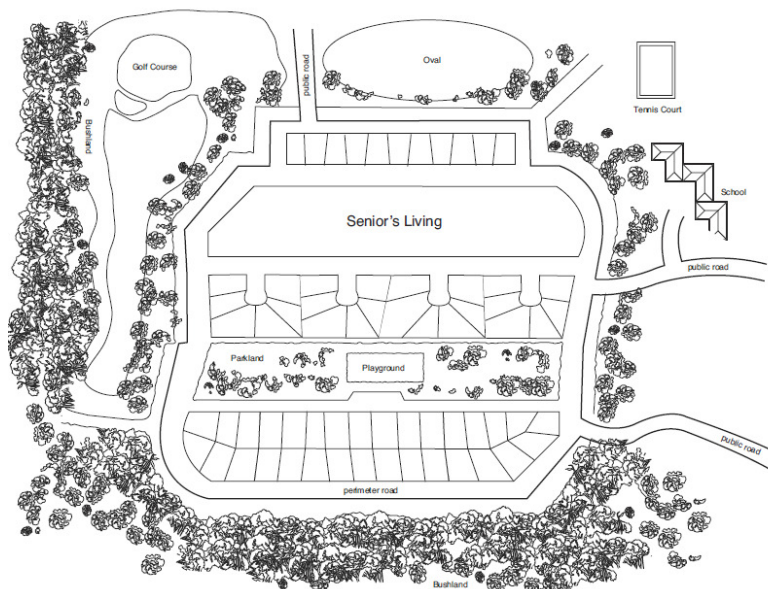 Golf Course
public road
Oval
Tennis Court
Bushland
School
Senior's Living
public road
Parkland
Playground
public road
perimeter road
Bushland